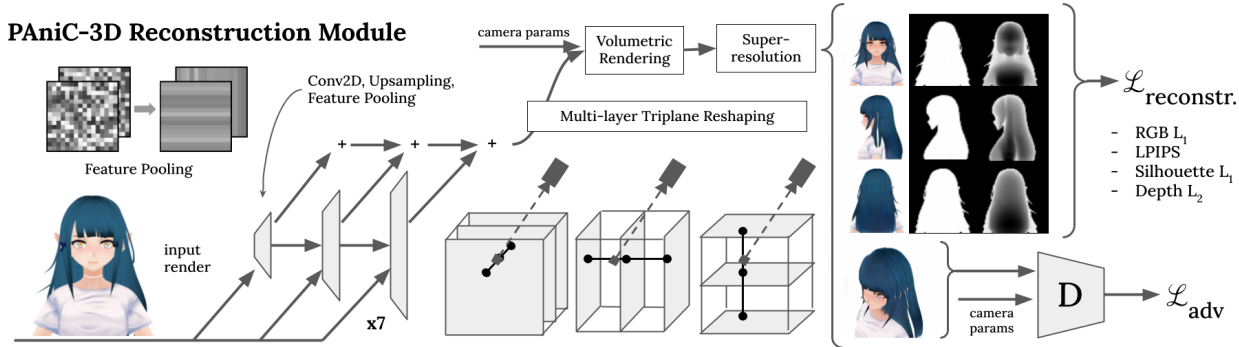 PAniC-3D Reconstruction Module
Feature Pooling
input
render
Conv2D, Upsampling,
Feature Pooling
x7
+
+
+
camera params
Volumetric
Rendering
Super-
resolution
Multi-layer Triplane Reshaping
ℒreconstr.
- RGB L1
- LPIPS
- Silhouette L1
- Depth L2
camera
params
D
ℒadv